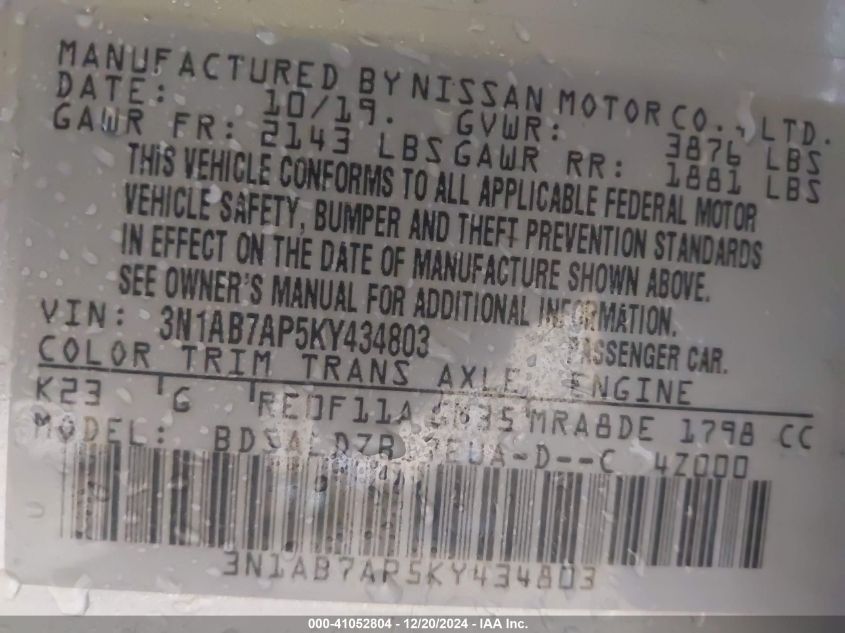 MANUFACTURED BY NISSAN MOTOR CO., LTD.
DATE: 10/19. GVWR: 3876 LBS
GAWR FR: 2143 LBS GAWR RR: 1881 LBS
THIS VEHICLE CONFORMS TO ALL APPLICABLE FEDERAL MOTOR
VEHICLE SAFETY, BUMPER AND THEFT PREVENTION STANDARDS
IN EFFECT ON THE DATE OF MANUFACTURE SHOWN ABOVE.
SEE OWNER'S MANUAL FOR ADDITIONAL INFORMATION.
VIN: 3N1AB7AP5KY434803 PASSENGER CAR.
COLOR TRIM TRANS AXLE ENGINE
K23 G RE0F11A GN35 MRA8DE 1798 CC
MODEL: 4Z000
3N1AB7AP5KY434803
000-41052804 - 12/20/2024 - IAA Inc.